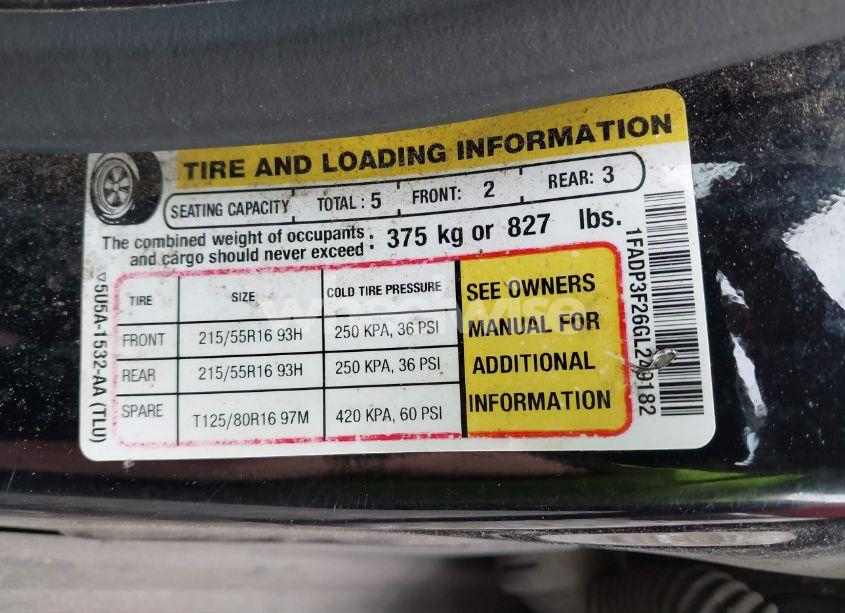 TIRE AND LOADING INFORMATION
SEATING CAPACITY TOTAL : 5 FRONT: 2 REAR: 3
The combined weight of occupants
and cargo should never exceed : 375 kg or 827 lbs.
TIRE SIZE COLD TIRE PRESSURE
FRONT 215/55R16 93H 250 KPA, 36 PSI
REAR 215/55R16 93H 250 KPA, 36 PSI
SPARE T125/80R16 97M 420 KPA, 60 PSI
SEE OWNERS
MANUAL FOR
ADDITIONAL
INFORMATION
5U5A-1532-AA (TLU)